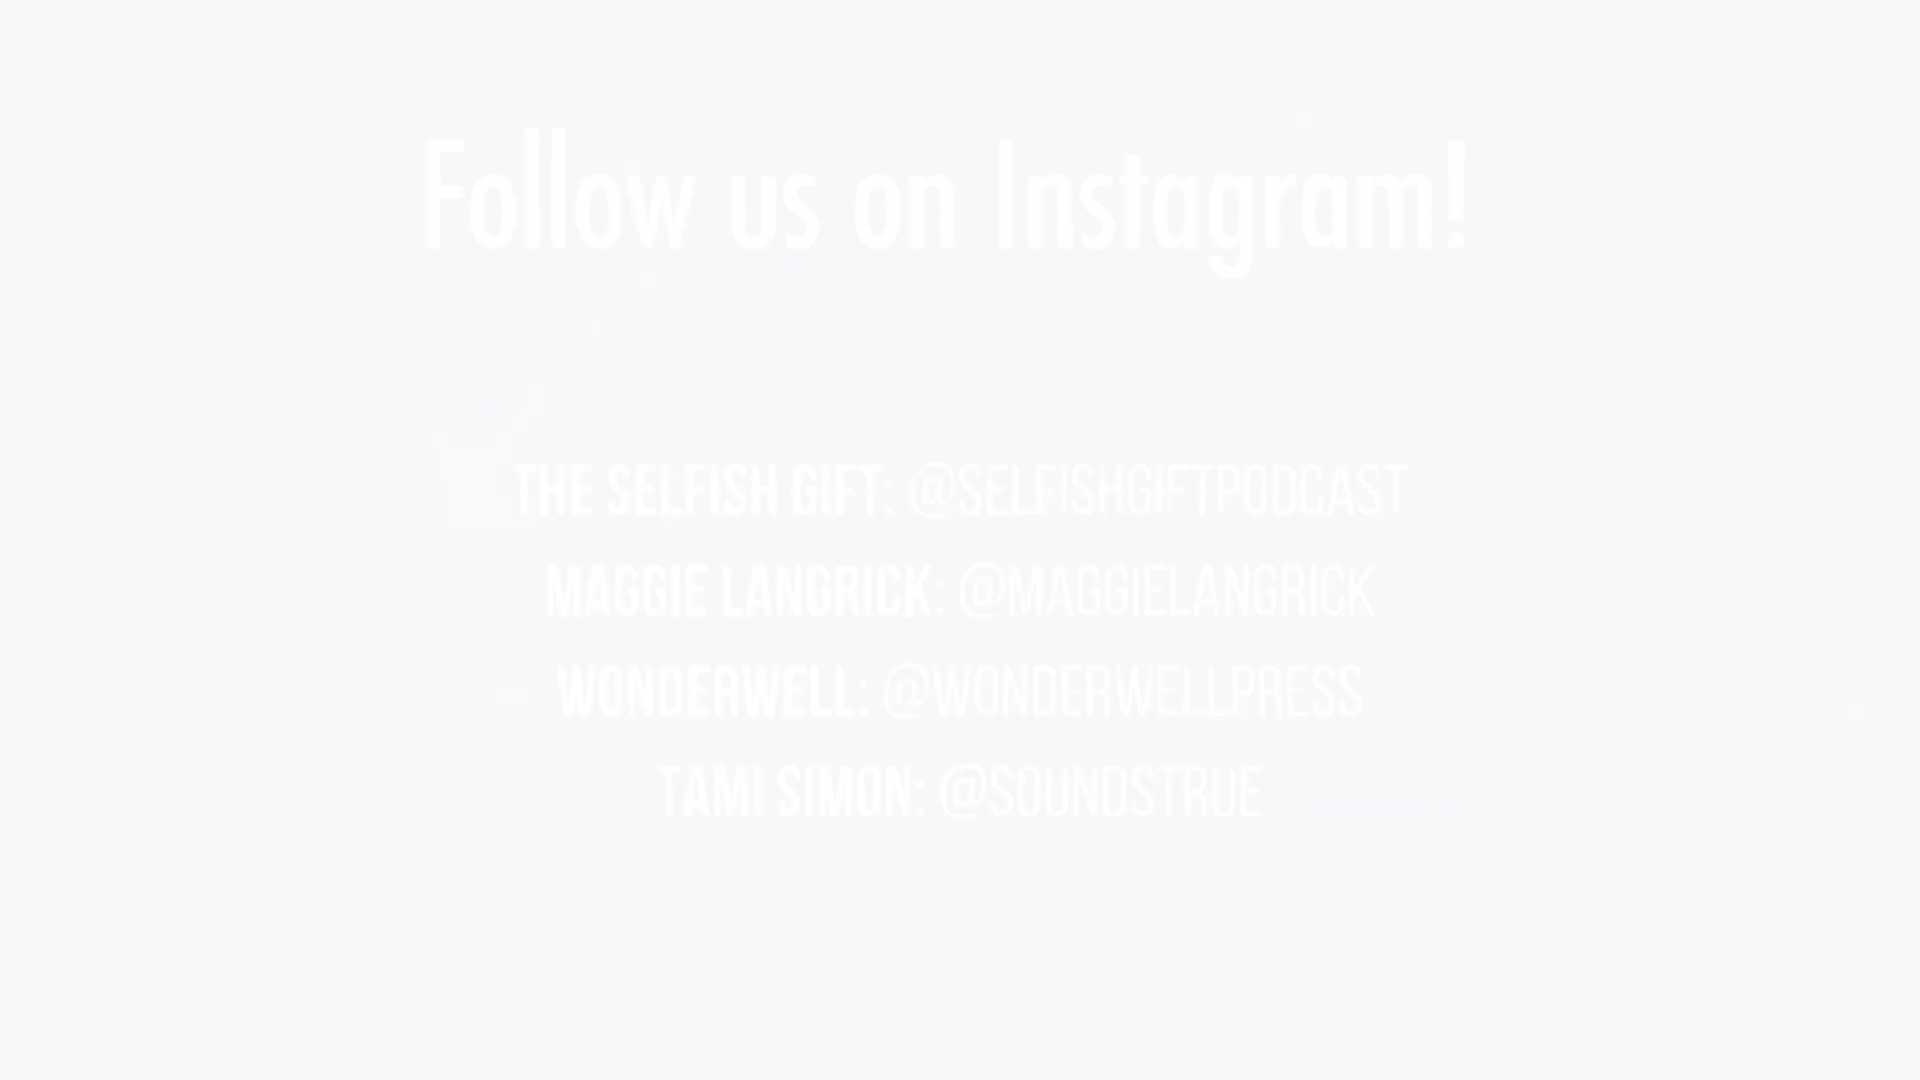 Follow us on Instagram!
THE SELFISH GIFT: @SELFISHGIFTPODCAST
MAGGIE LANGRICK: @MAGGIELANGRICK
WONDERWELL: @WONDERWELLPRESS
TAMI SIMON: @SOUNDSTRUE